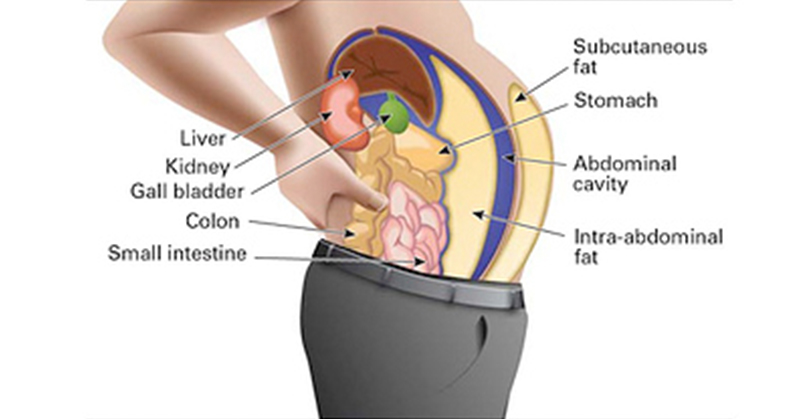 Subcutaneous
fat
Stomach
Liver
Kidney
Gall bladder
Colon
Small intestine
Abdominal
cavity
Intra-abdominal
fat